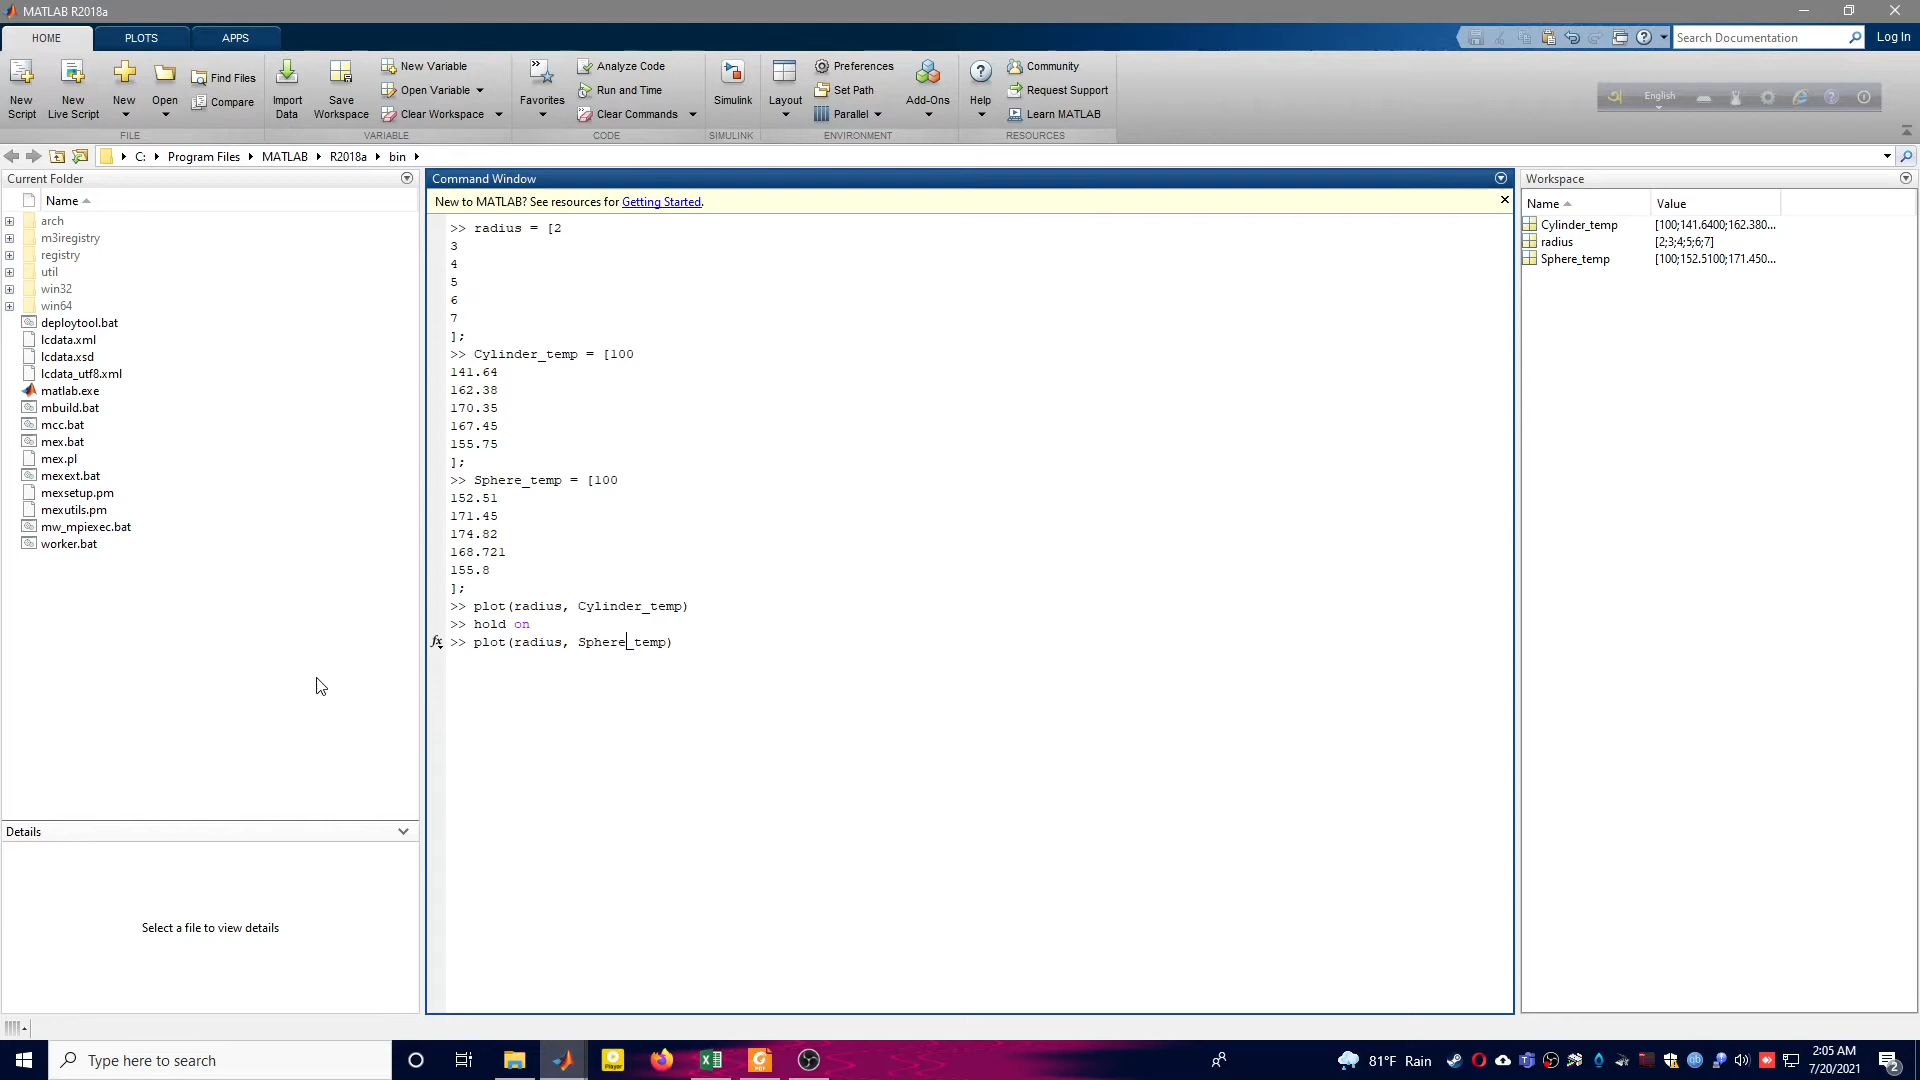 MATLAB R2018a
HOME
PLOTS
APPS
Search Documentation
Log In
New Script
New Live Script
New
Open
Find Files
Compare
Import Data
Save Workspace
New Variable
Open Variable
Clear Workspace
Favorites
Analyze Code
Run and Time
Clear Commands
Simulink
Layout
Preferences
Set Path
Parallel
Add-Ons
Help
Community
Request Support
Learn MATLAB
English
FILE
VARIABLE
CODE
SIMULINK
ENVIRONMENT
RESOURCES
C:
Program Files
MATLAB
R2018a
bin
Current Folder
Name
arch
m3iregistry
registry
util
win32
win64
deploytool.bat
lcdata.xml
lcdata.xsd
lcdata_utf8.xml
matlab.exe
mbuild.bat
mcc.bat
mex.bat
mex.pl
mexext.bat
mexsetup.pm
mexutils.pm
mw_mpiexec.bat
worker.bat
Details
Select a file to view details
Command Window
New to MATLAB? See resources for Getting Started.
>> radius = [2
3
4
5
6
7
];
>> Cylinder_temp = [100
141.64
162.38
170.35
167.45
155.75
];
>> Sphere_temp = [100
152.51
171.45
174.82
168.721
155.8
];
>> plot(radius, Cylinder_temp)
>> hold on
fx >> plot(radius, Sphere_temp)
Workspace
Name Value
Cylinder_temp [100;141.6400;162.380...
radius [2;3;4;5;6;7]
Sphere_temp [100;152.5100;171.450...
Type here to search
Player
81°F Rain
2:05 AM
7/20/2021
2